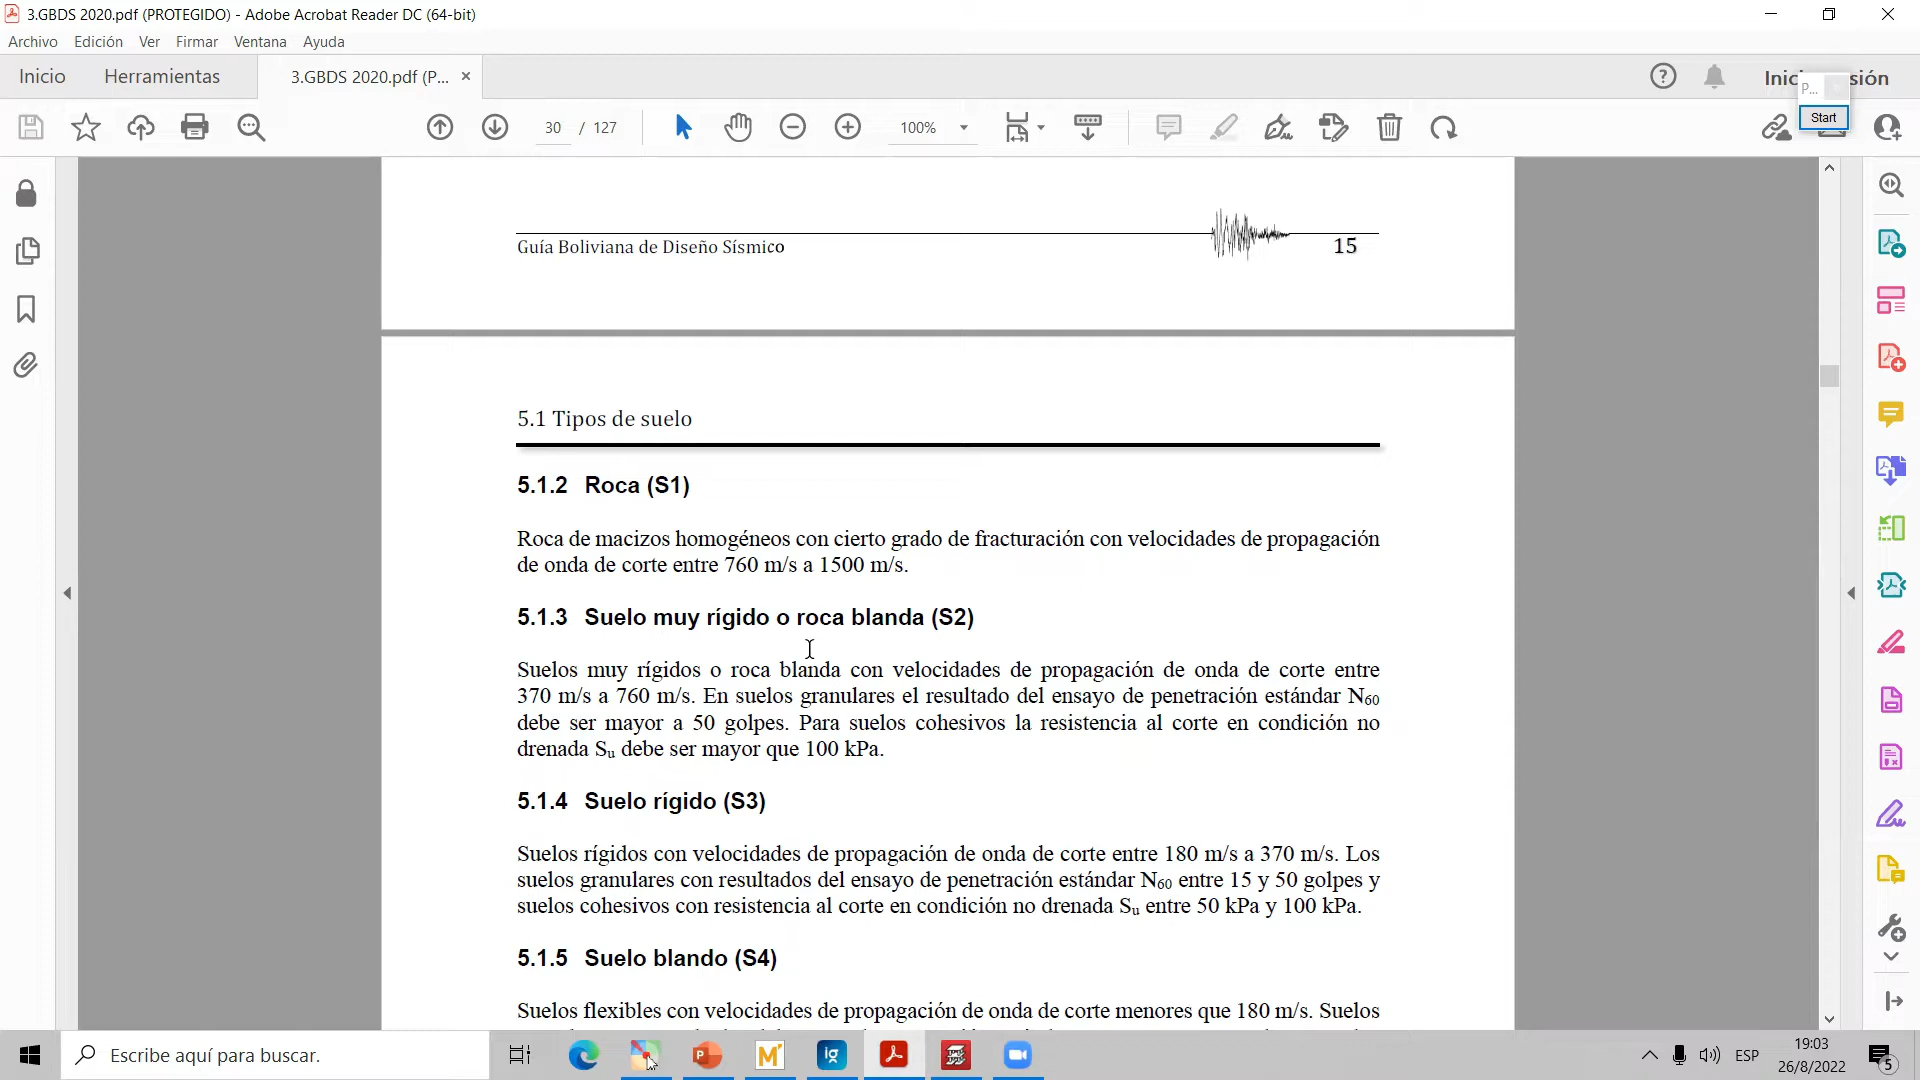 3.GBDS 2020.pdf (PROTEGIDO) - Adobe Acrobat Reader DC (64-bit)
Archivo Edición Ver Firmar Ventana Ayuda
Inicio Herramientas 3.GBDS 2020.pdf (P... ×
Inic sión
P...
Start
30 / 127 100%
Guía Boliviana de Diseño Sísmico 15
5.1 Tipos de suelo
5.1.2 Roca (S1)
Roca de macizos homogéneos con cierto grado de fracturación con velocidades de propagación
de onda de corte entre 760 m/s a 1500 m/s.
5.1.3 Suelo muy rígido o roca blanda (S2)
Suelos muy rígidos o roca blanda con velocidades de propagación de onda de corte entre
370 m/s a 760 m/s. En suelos granulares el resultado del ensayo de penetración estándar N60
debe ser mayor a 50 golpes. Para suelos cohesivos la resistencia al corte en condición no
drenada Su debe ser mayor que 100 kPa.
5.1.4 Suelo rígido (S3)
Suelos rígidos con velocidades de propagación de onda de corte entre 180 m/s a 370 m/s. Los
suelos granulares con resultados del ensayo de penetración estándar N60 entre 15 y 50 golpes y
suelos cohesivos con resistencia al corte en condición no drenada Su entre 50 kPa y 100 kPa.
5.1.5 Suelo blando (S4)
Suelos flexibles con velocidades de propagación de onda de corte menores que 180 m/s. Suelos
Escribe aquí para buscar.
ESP
19:03
26/8/2022
5